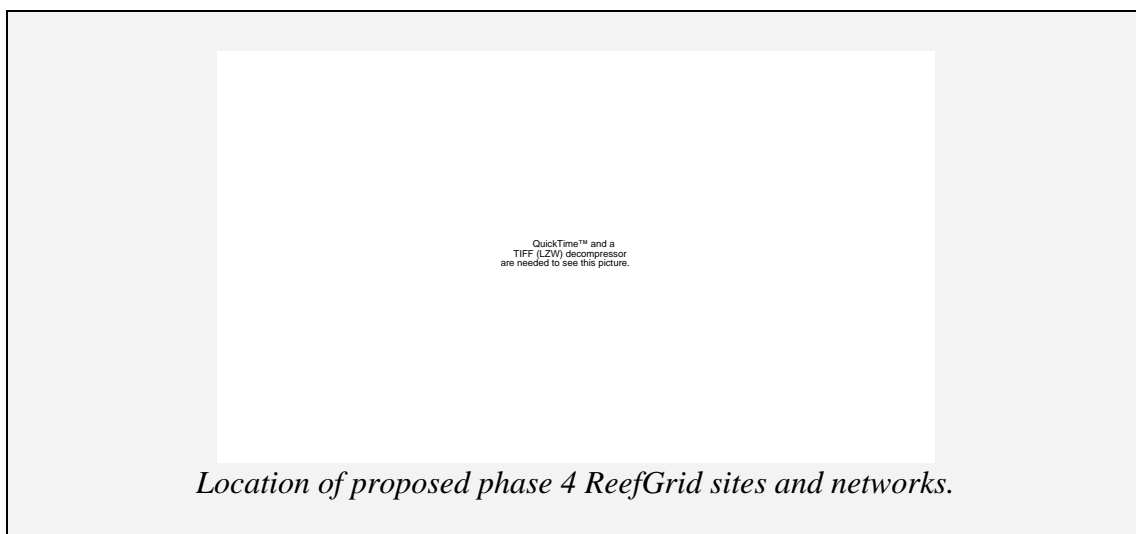 QuickTime™ and a
TIFF (LZW) decompressor
are needed to see this picture.
Location of proposed phase 4 ReefGrid sites and networks.